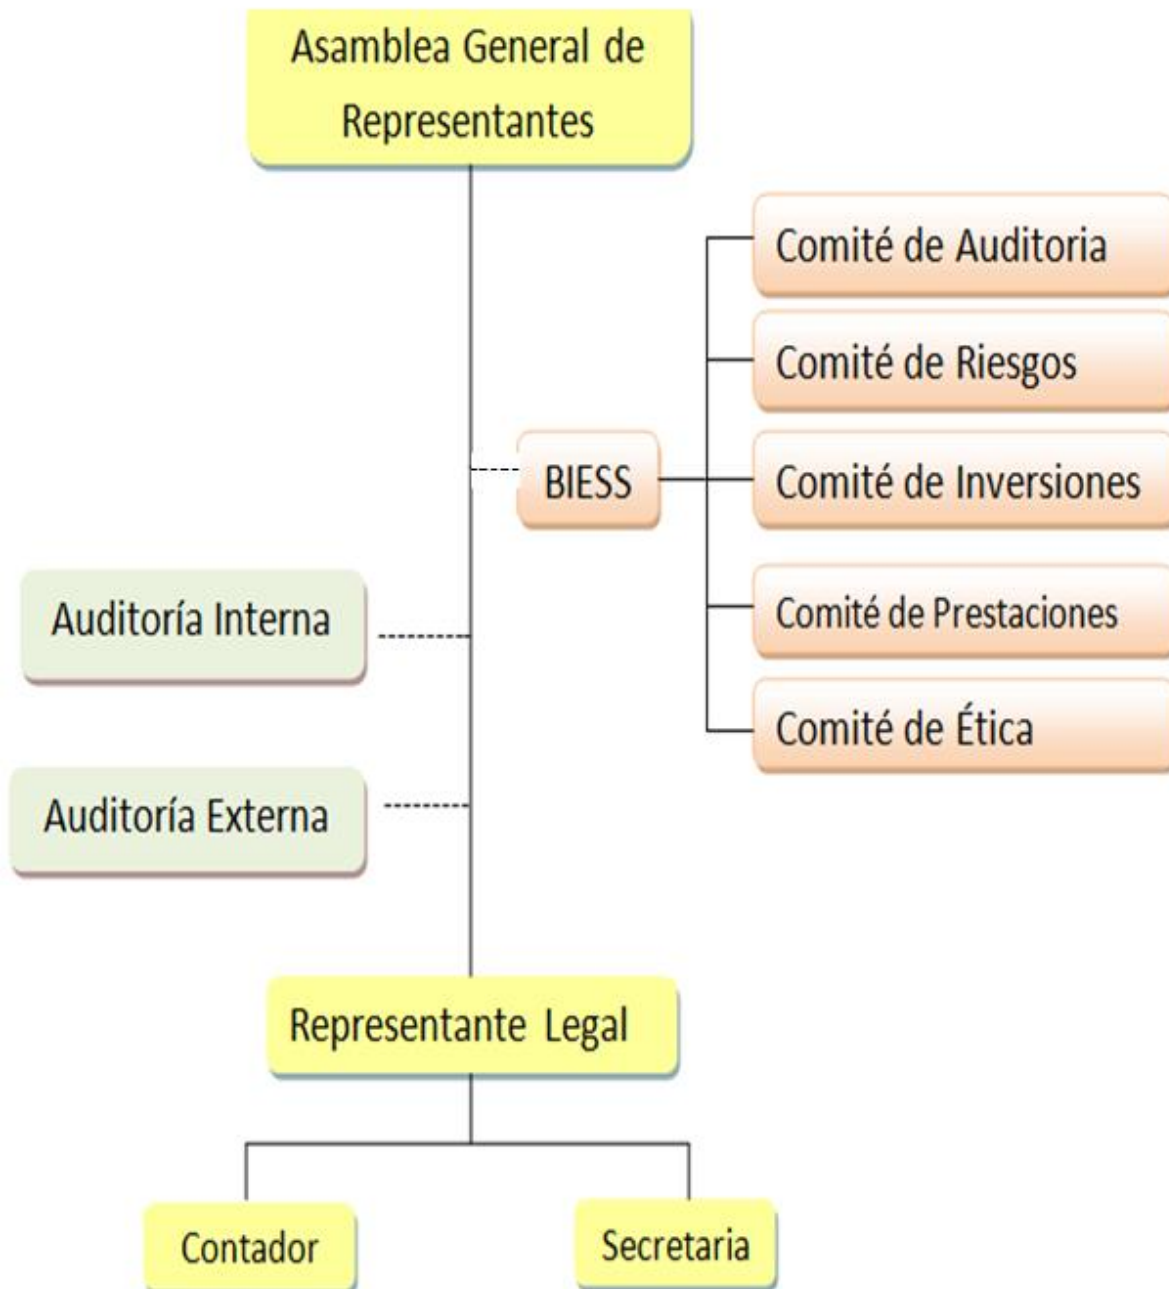 Asamblea General de
Representantes
Comité de Auditoria
Comité de Riesgos
BIESS
Comité de Inversiones
Auditoría Interna
Comité de Prestaciones
Comité de Ética
Auditoría Externa
Representante Legal
Contador
Secretaria